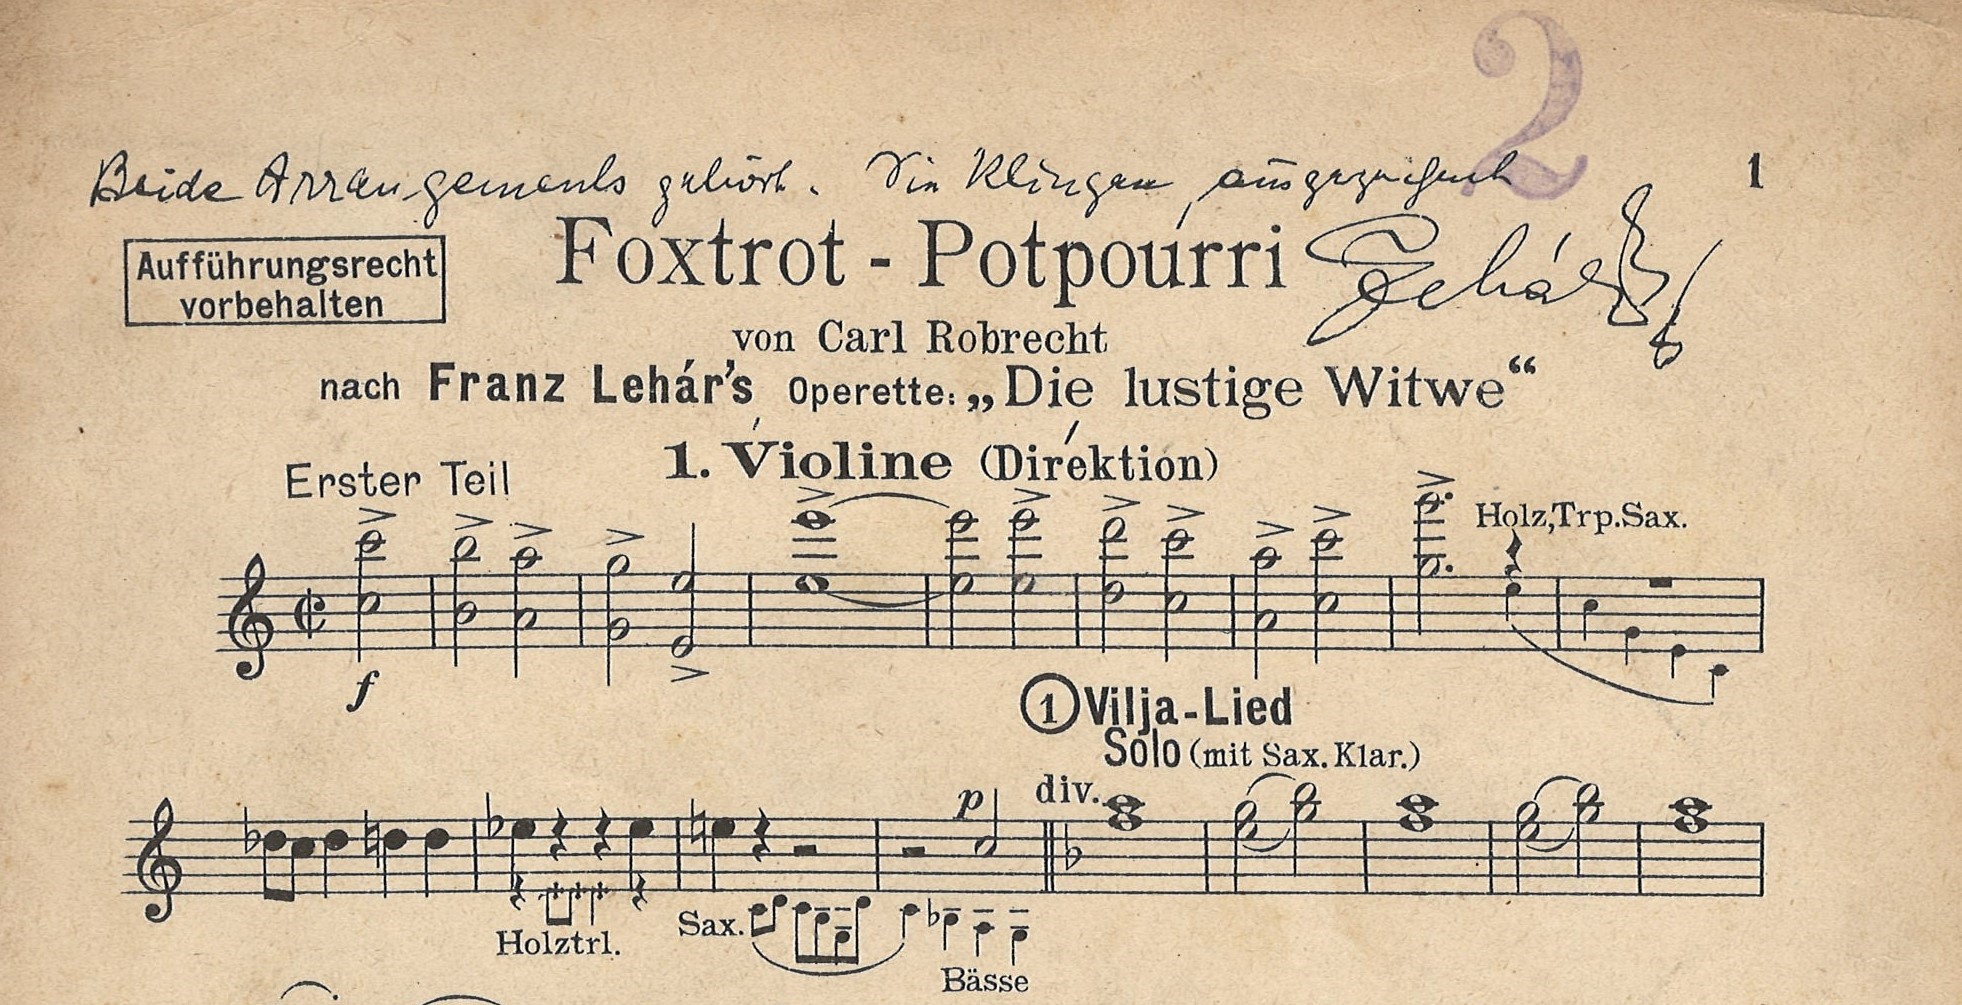 2
Beide Arrangements gehört. Sie klingen ausgezeichnet
1
Lehár
Aufführungsrecht
vorbehalten
Foxtrot - Potpourri
von Carl Robrecht
nach Franz Lehár's Operette: „Die lustige Witwe“
1. Violine (Direktion)
Erster Teil
Holz, Trp. Sax.
f
1 Vilja-Lied
Solo (mit Sax. Klar.)
p div.
Holztrl.
Sax.
Bässe